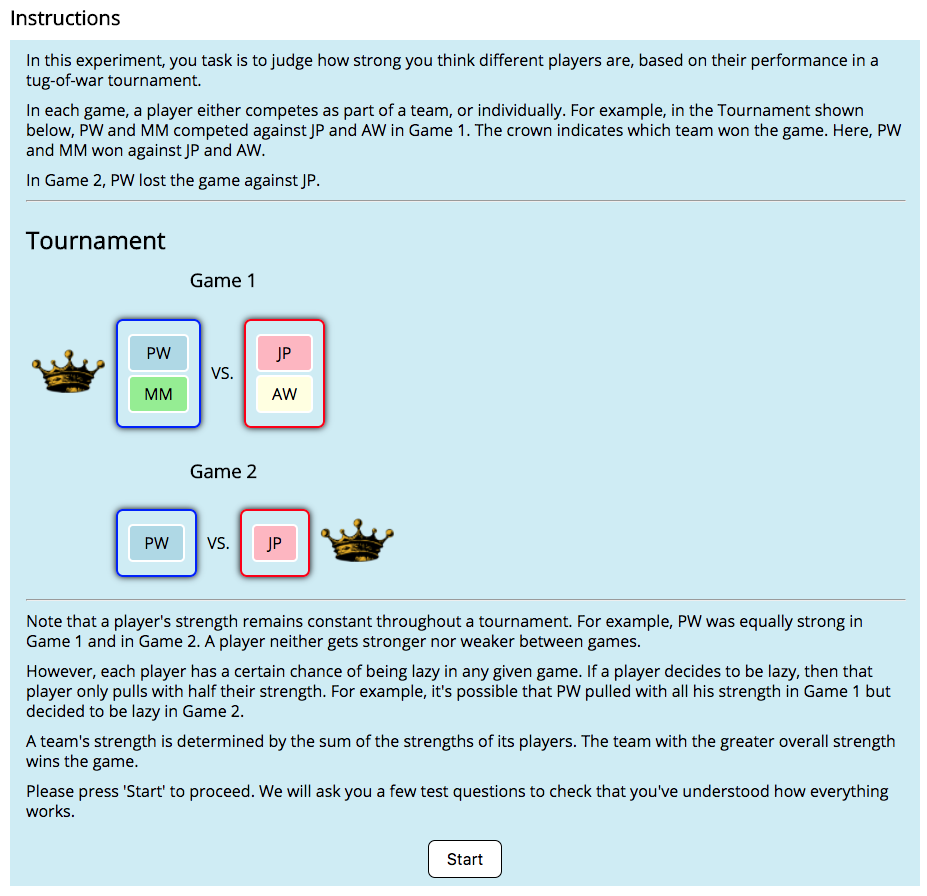 Instructions
In this experiment, you task is to judge how strong you think different players are, based on their performance in a
tug-of-war tournament.
In each game, a player either competes as part of a team, or individually. For example, in the Tournament shown
below, PW and MM competed against JP and AW in Game 1. The crown indicates which team won the game. Here, PW
and MM won against JP and AW.
In Game 2, PW lost the game against JP.
Tournament
Game 1
PW
MM
VS.
JP
AW
Game 2
PW
VS.
JP
Note that a player's strength remains constant throughout a tournament. For example, PW was equally strong in
Game 1 and in Game 2. A player neither gets stronger nor weaker between games.
However, each player has a certain chance of being lazy in any given game. If a player decides to be lazy, then that
player only pulls with half their strength. For example, it's possible that PW pulled with all his strength in Game 1 but
decided to be lazy in Game 2.
A team's strength is determined by the sum of the strengths of its players. The team with the greater overall strength
wins the game.
Please press 'Start' to proceed. We will ask you a few test questions to check that you've understood how everything
works.
Start